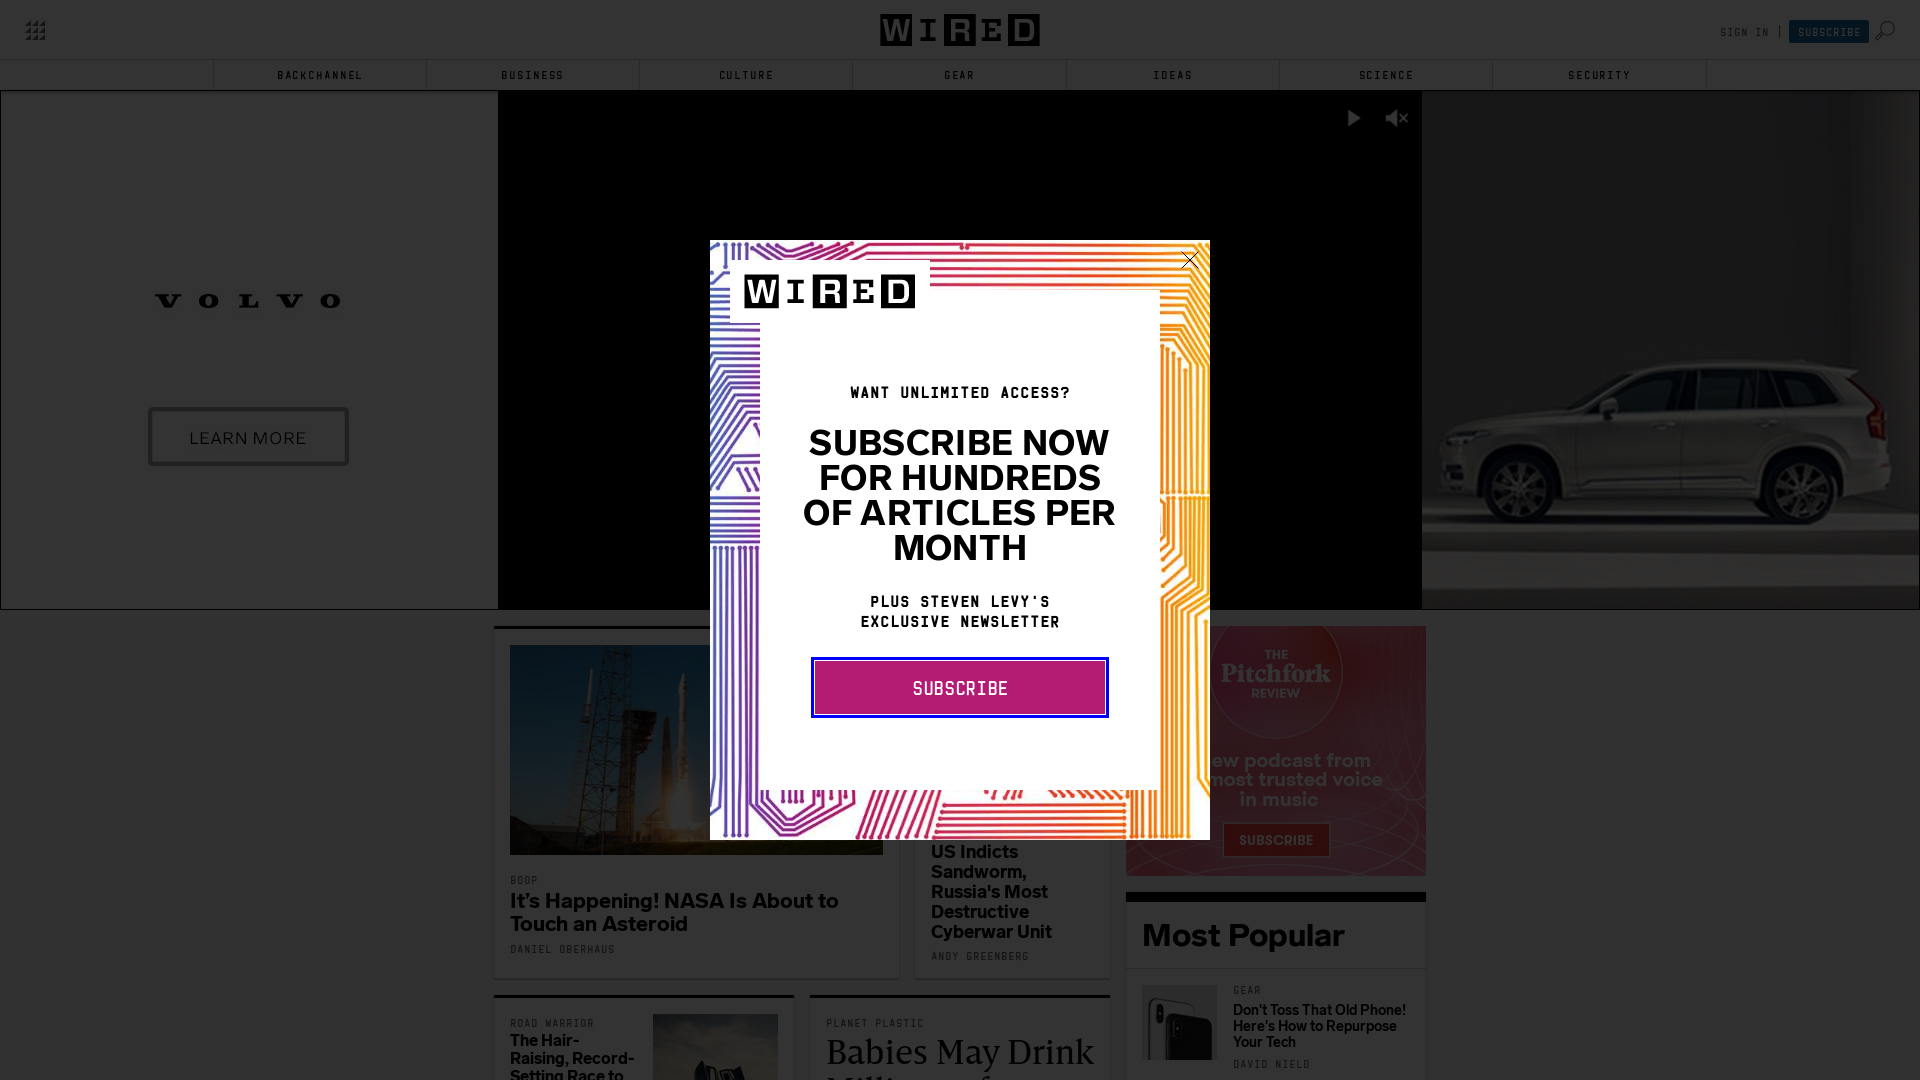 WIRED
SIGN IN
SUBSCRIBE
BACKCHANNEL
BUSINESS
CULTURE
GEAR
IDEAS
SCIENCE
SECURITY
VOLVO
LEARN MORE
WIRED
WANT UNLIMITED ACCESS?
SUBSCRIBE NOW
FOR HUNDREDS
OF ARTICLES PER
MONTH
PLUS STEVEN LEVY'S
EXCLUSIVE NEWSLETTER
SUBSCRIBE
BOOP
It’s Happening! NASA Is About to
Touch an Asteroid
DANIEL OBERHAUS
US Indicts
Sandworm,
Russia's Most
Destructive
Cyberwar Unit
ANDY GREENBERG
THE
Pitchfork
REVIEW
podcast from
most trusted voice
in music
SUBSCRIBE
Most Popular
GEAR
Don't Toss That Old Phone!
Here's How to Repurpose
Your Tech
DAVID NIELD
ROAD WARRIOR
The Hair-
Raising, Record-
Setting Race to
PLANET PLASTIC
Babies May Drink